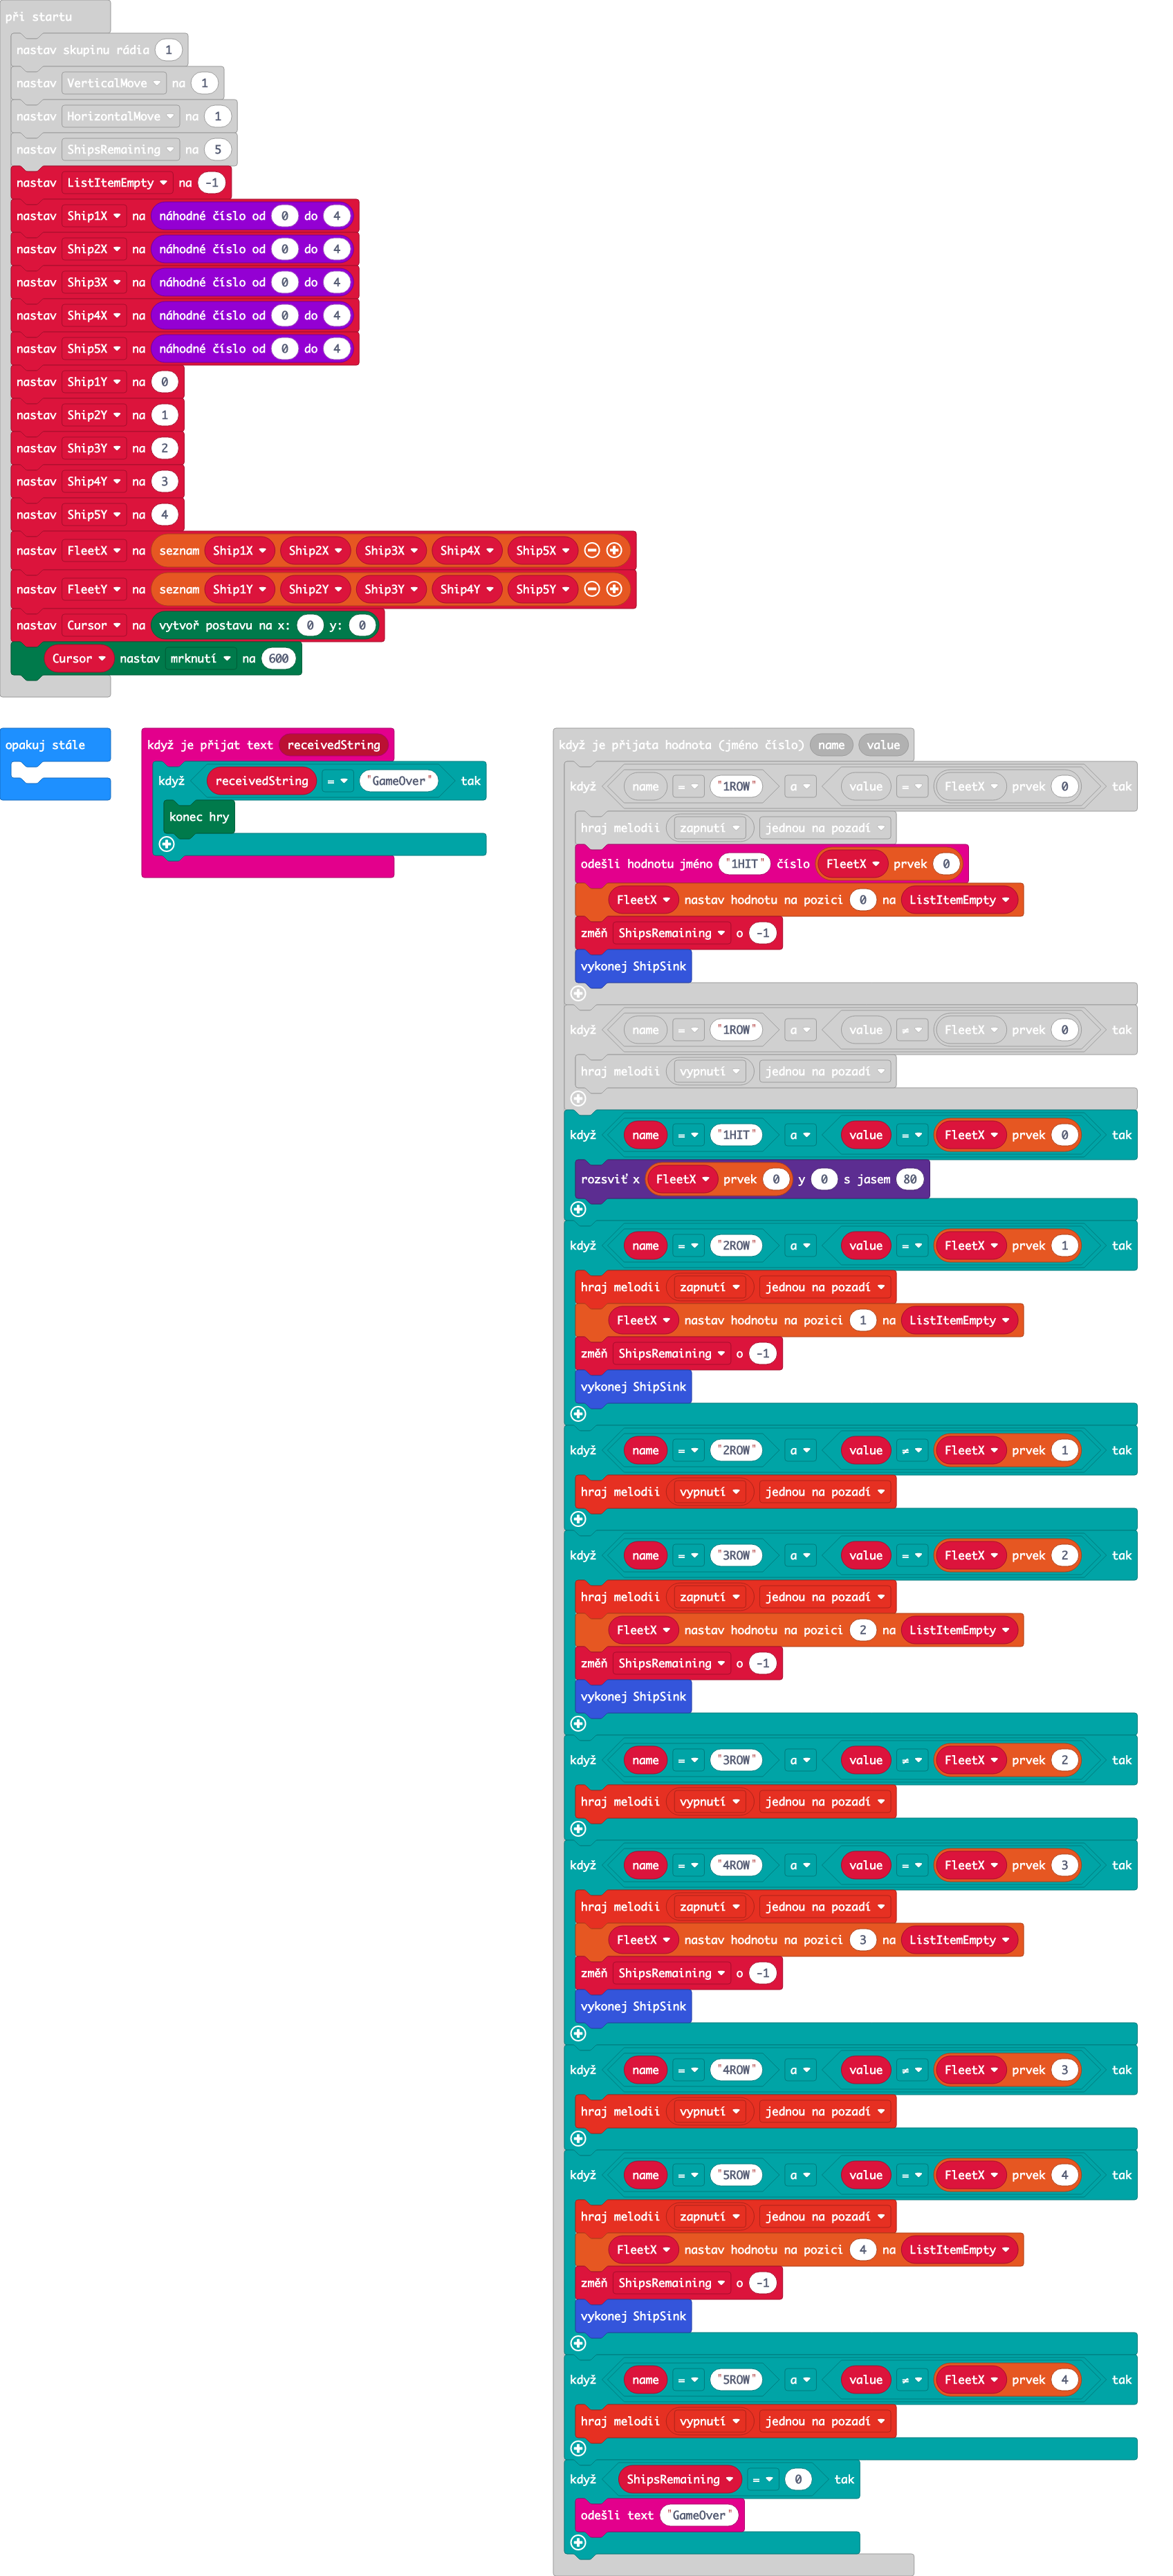 při startu
nastav skupinu rádia 1
nastav VerticalMove na 1
nastav HorizontalMove na 1
nastav ShipsRemaining na 5
nastav ListItemEmpty na -1
nastav Ship1X na náhodné číslo od 0 do 4
nastav Ship2X na náhodné číslo od 0 do 4
nastav Ship3X na náhodné číslo od 0 do 4
nastav Ship4X na náhodné číslo od 0 do 4
nastav Ship5X na náhodné číslo od 0 do 4
nastav Ship1Y na 0
nastav Ship2Y na 1
nastav Ship3Y na 2
nastav Ship4Y na 3
nastav Ship5Y na 4
nastav FleetX na seznam Ship1X Ship2X Ship3X Ship4X Ship5X
nastav FleetY na seznam Ship1Y Ship2Y Ship3Y Ship4Y Ship5Y
nastav Cursor na vytvoř postavu na x: 0 y: 0
Cursor nastav mrknutí na 600
opakuj stále
když je přijat text receivedString
když receivedString = "GameOver" tak
konec hry
když je přijata hodnota (jméno číslo) name value
když name = "1ROW" a value = FleetX prvek 0
hraj melodii zapnutí jednou na pozadí
odešli hodnotu jméno "1HIT" číslo FleetX prvek 0
FleetX nastav hodnotu na pozici 0 na ListItemEmpty
změň ShipsRemaining o -1
vykonej ShipSink
když name = "1ROW" a value ≠ FleetX prvek 0 tak
hraj melodii vypnutí jednou na pozadí
když name = "1HIT" a value = FleetX prvek 0 tak
rozsviť x FleetX prvek 0 y 0 s jasem 80
když name = "2ROW" a value = FleetX prvek 1 tak
hraj melodii zapnutí jednou na pozadí
FleetX nastav hodnotu na pozici 1 na ListItemEmpty
změň ShipsRemaining o -1
vykonej ShipSink
když name = "2ROW" a value ≠ FleetX prvek 1 tak
hraj melodii vypnutí jednou na pozadí
když name = "3ROW" a value = FleetX prvek 2 tak
hraj melodii zapnutí jednou na pozadí
FleetX nastav hodnotu na pozici 2 na ListItemEmpty
změň ShipsRemaining o -1
vykonej ShipSink
když name = "3ROW" a value ≠ FleetX prvek 2 tak
hraj melodii vypnutí jednou na pozadí
když name = "4ROW" a value = FleetX prvek 3 tak
hraj melodii zapnutí jednou na pozadí
FleetX nastav hodnotu na pozici 3 na ListItemEmpty
změň ShipsRemaining o -1
vykonej ShipSink
když name = "4ROW" a value ≠ FleetX prvek 3 tak
hraj melodii vypnutí jednou na pozadí
když name = "5ROW" a value = FleetX prvek 4 tak
hraj melodii zapnutí jednou na pozadí
FleetX nastav hodnotu na pozici 4 na ListItemEmpty
změň ShipsRemaining o -1
vykonej ShipSink
když name = "5ROW" a value ≠ FleetX prvek 4 tak
hraj melodii vypnutí jednou na pozadí
když ShipsRemaining = 0 tak
odešli text "GameOver"